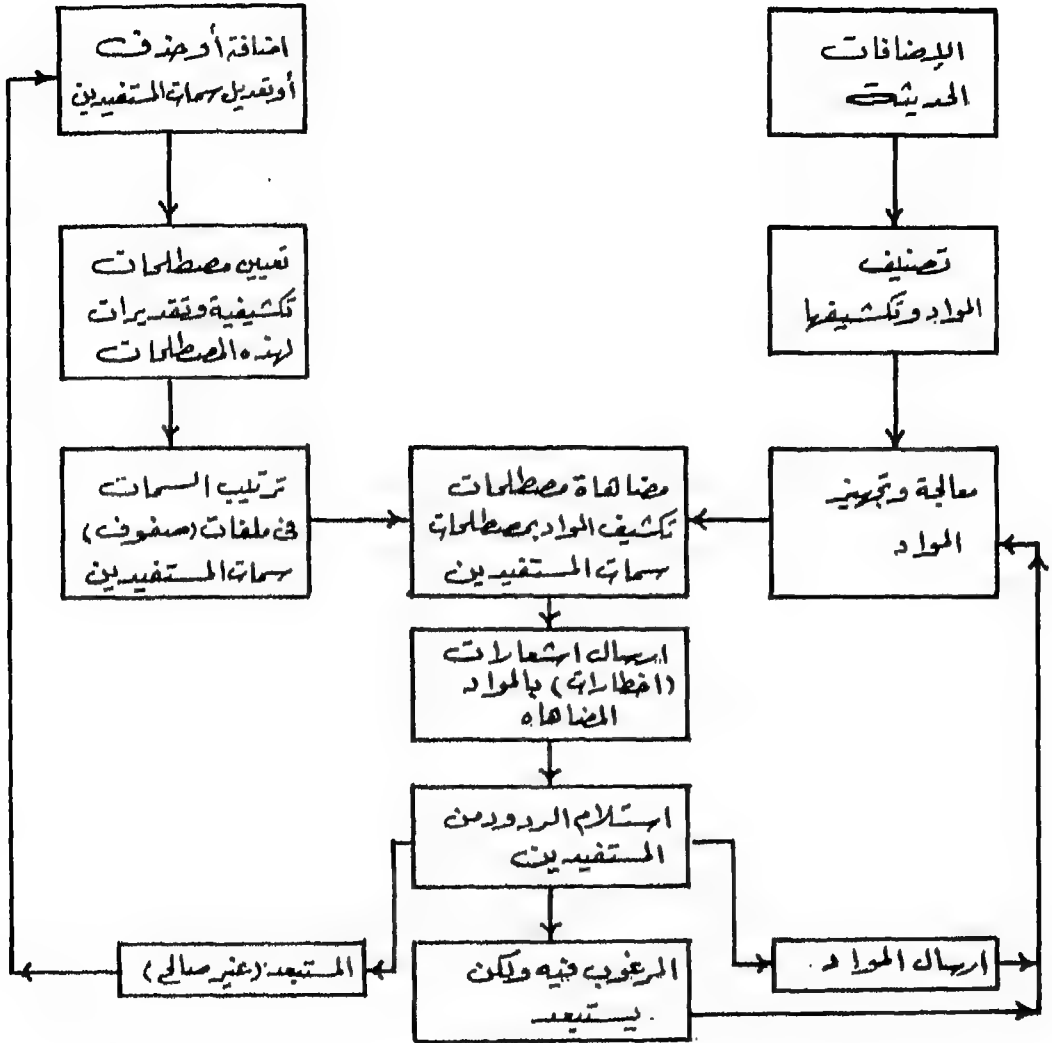 الإضافات
الحديثة
اضافة أو حذف
أو تعديل سمات المستفيدين
تصنيف
المواد وتكشيفها
تعيين مصطلحات
تكشيفية وتقديرات
لهذه المصطلحات
معالجة وتجهيز
المواد
مضاهاة مصطلحات
تكشيف المواد بمصطلحات
سمات المستفيدين
ترتيب السمات
فى ملفات (صفوف)
سمات المستفيدين
ارسال اشعارات
(اخطارات) بالمواد
المضاهاه
استلام الردود من
المستفيدين
ارسال المواد.
المرغوب فيه ولكن
يستبعد.
المستبعد (غير صالح)